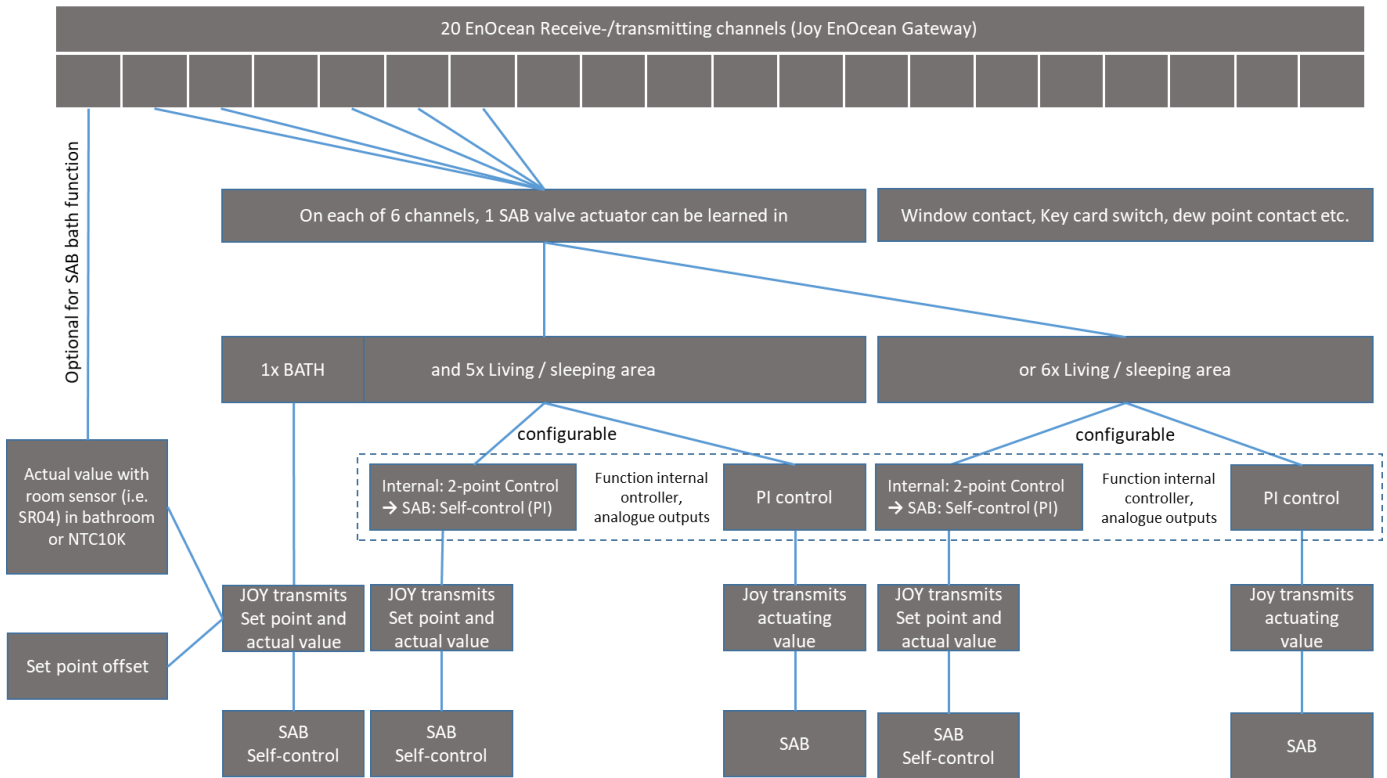 20 EnOcean Receive-/transmitting channels (Joy EnOcean Gateway)
Optional for SAB bath function
On each of 6 channels, 1 SAB valve actuator can be learned in
Window contact, Key card switch, dew point contact etc.
1x BATH
and 5x Living / sleeping area
or 6x Living / sleeping area
configurable
configurable
Actual value with
room sensor (i.e.
SR04) in bathroom
or NTC10K
Internal: 2-point Control
→ SAB: Self-control (PI)
Function internal
ontroller,
analogue outputs
PI control
Internal: 2-point Control
→ SAB: Self-control (PI)
Function internal
controller,
analogue outputs
PI control
JOY transmits
Set point and
actual value
JOY transmits
Set point and
actual value
Joy transmits
actuating
value
JOY transmits
Set point and
actual value
Joy transmits
actuating
value
Set point offset
SAB
Self-control
SAB
Self-control
SAB
SAB
Self-control
SAB